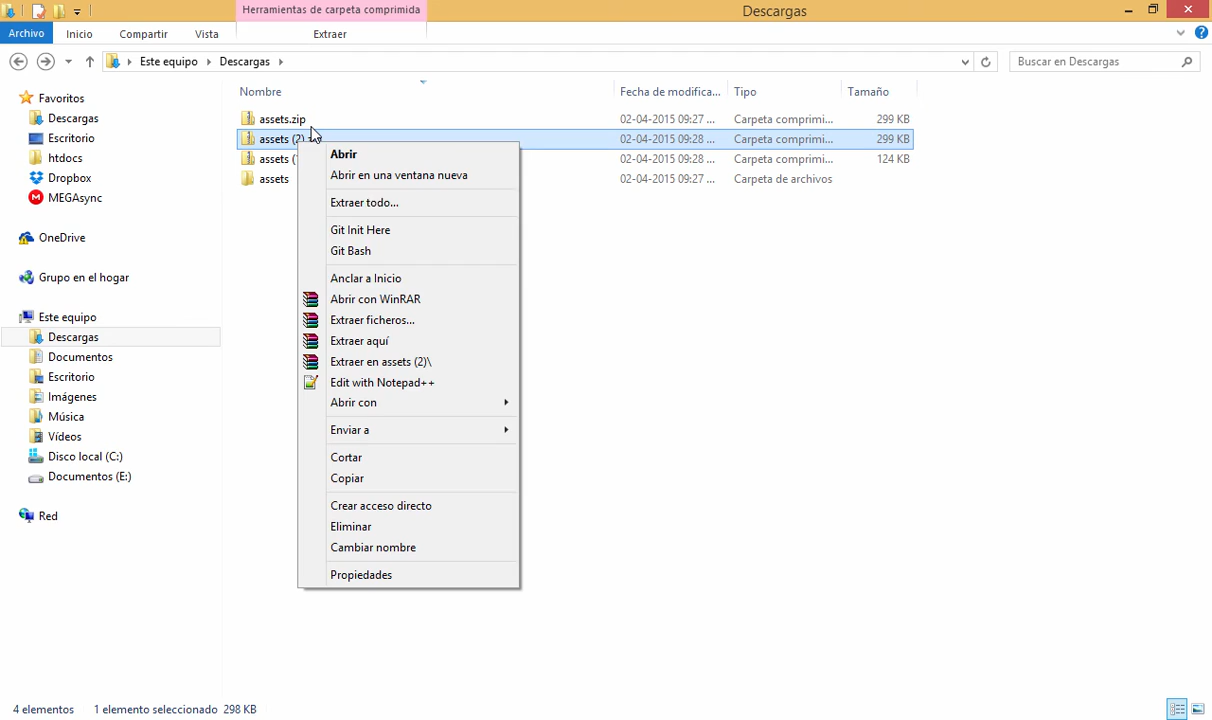 Herramientas de carpeta comprimida
Descargas
Archivo Inicio Compartir Vista Extraer
Este equipo Descargas
Buscar en Descargas
Nombre Fecha de modifica... Tipo Tamaño
assets.zip 02-04-2015 09:27 ... Carpeta comprimi... 299 KB
assets (2) 02-04-2015 09:28 ... Carpeta comprimi... 299 KB
assets ( 02-04-2015 09:28 ... Carpeta comprimi... 124 KB
assets 02-04-2015 09:27 ... Carpeta de archivos
Favoritos
Descargas
Escritorio
htdocs
Dropbox
MEGAsync
OneDrive
Grupo en el hogar
Este equipo
Descargas
Documentos
Escritorio
Imágenes
Música
Vídeos
Disco local (C:)
Documentos (E:)
Red
Abrir
Abrir en una ventana nueva
Extraer todo...
Git Init Here
Git Bash
Anclar a Inicio
Abrir con WinRAR
Extraer ficheros...
Extraer aquí
Extraer en assets (2)\
Edit with Notepad++
Abrir con
Enviar a
Cortar
Copiar
Crear acceso directo
Eliminar
Cambiar nombre
Propiedades
4 elementos 1 elemento seleccionado 298 KB